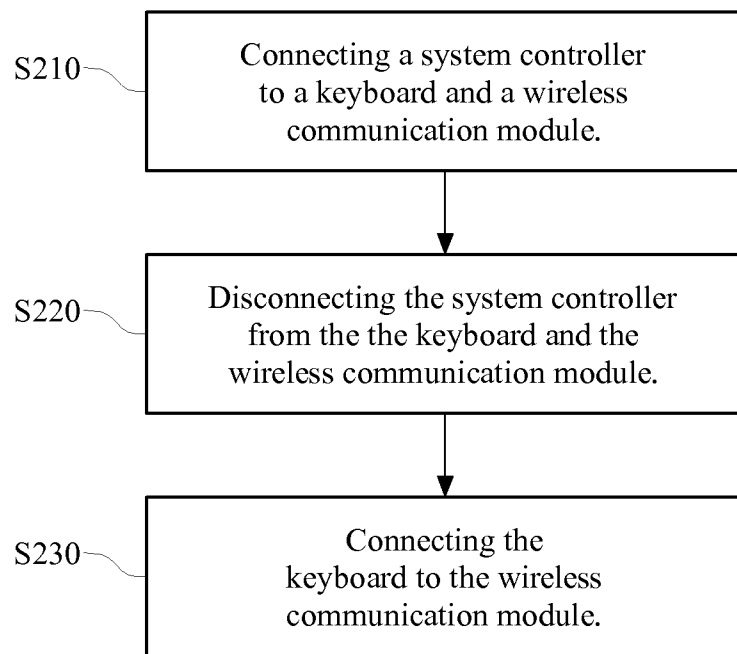 S210
Connecting a system controller
to a keyboard and a wireless
communication module.
S220
Disconnecting the system controller
from the the keyboard and the
wireless communication module.
S230
Connecting the
keyboard to the wireless
communication module.